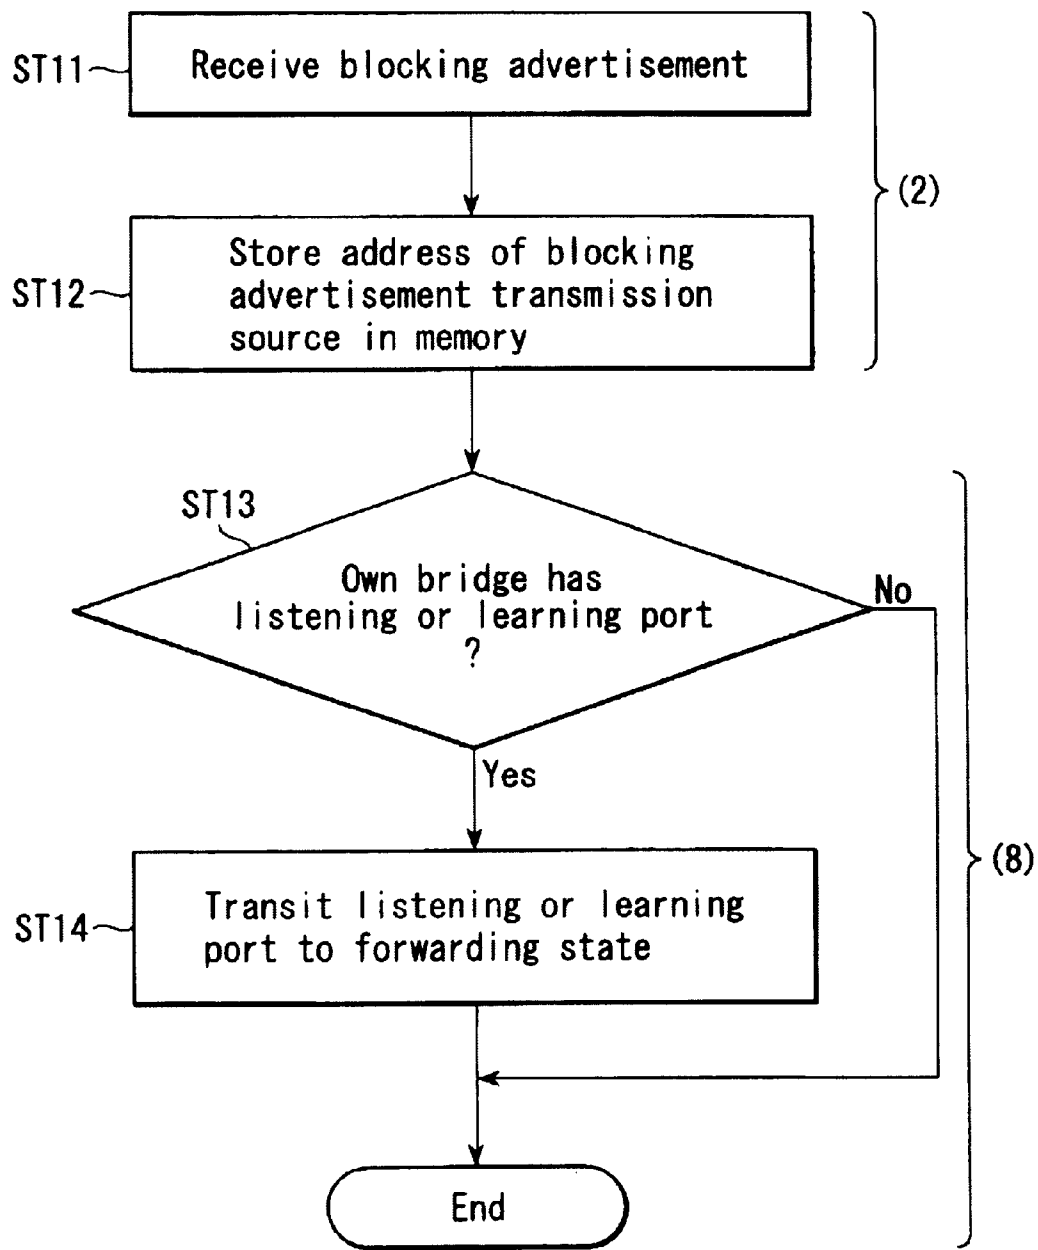 ST11
Receive blocking advertisement
(2)
ST12
Store address of blocking
advertisement transmission
source in memory
ST13
Own bridge has
listening or learning port
?
No
Yes
(8)
ST14
Transit listening or learning
port to forwarding state
End